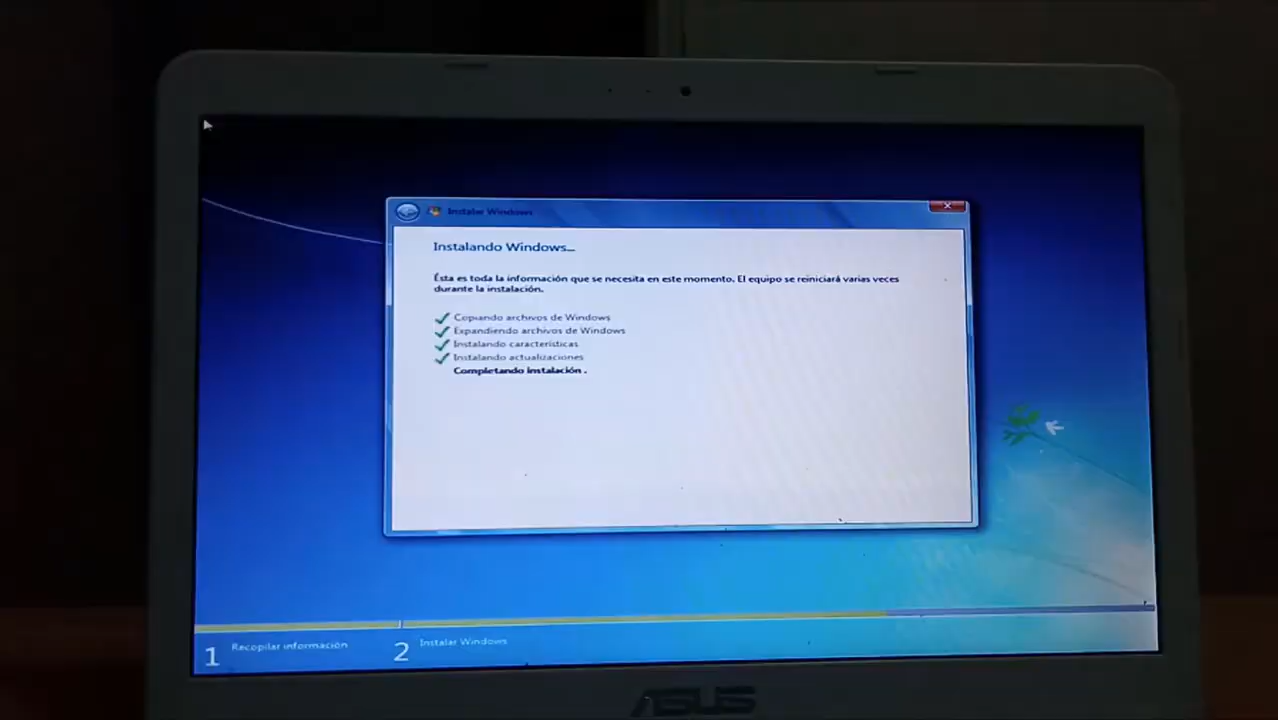 Instalar Windows
Instalando Windows...
Ésta es toda la información que se necesita en este momento. El equipo se reiniciará varias veces
durante la instalación.
Copiando archivos de Windows
Expandiendo archivos de Windows
Instalando características
Instalando actualizaciones
Completando instalación .
1 Recopilar información
2 Instalar Windows
ASUS